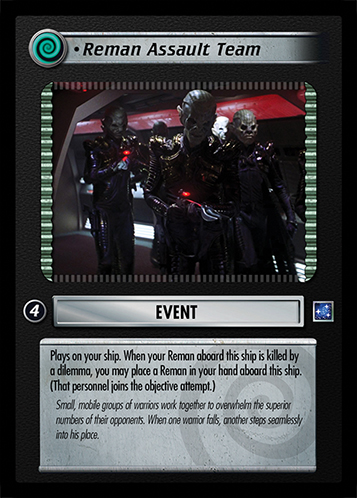 • Reman Assault Team
4
EVENT
Plays on your ship. When your Reman aboard this ship is killed by
a dilemma, you may place a Reman in your hand aboard this ship.
(That personnel joins the objective attempt.)
Small, mobile groups of warriors work together to overwhelm the superior
numbers of their opponents. When one warrior falls, another steps seamlessly
into his place.